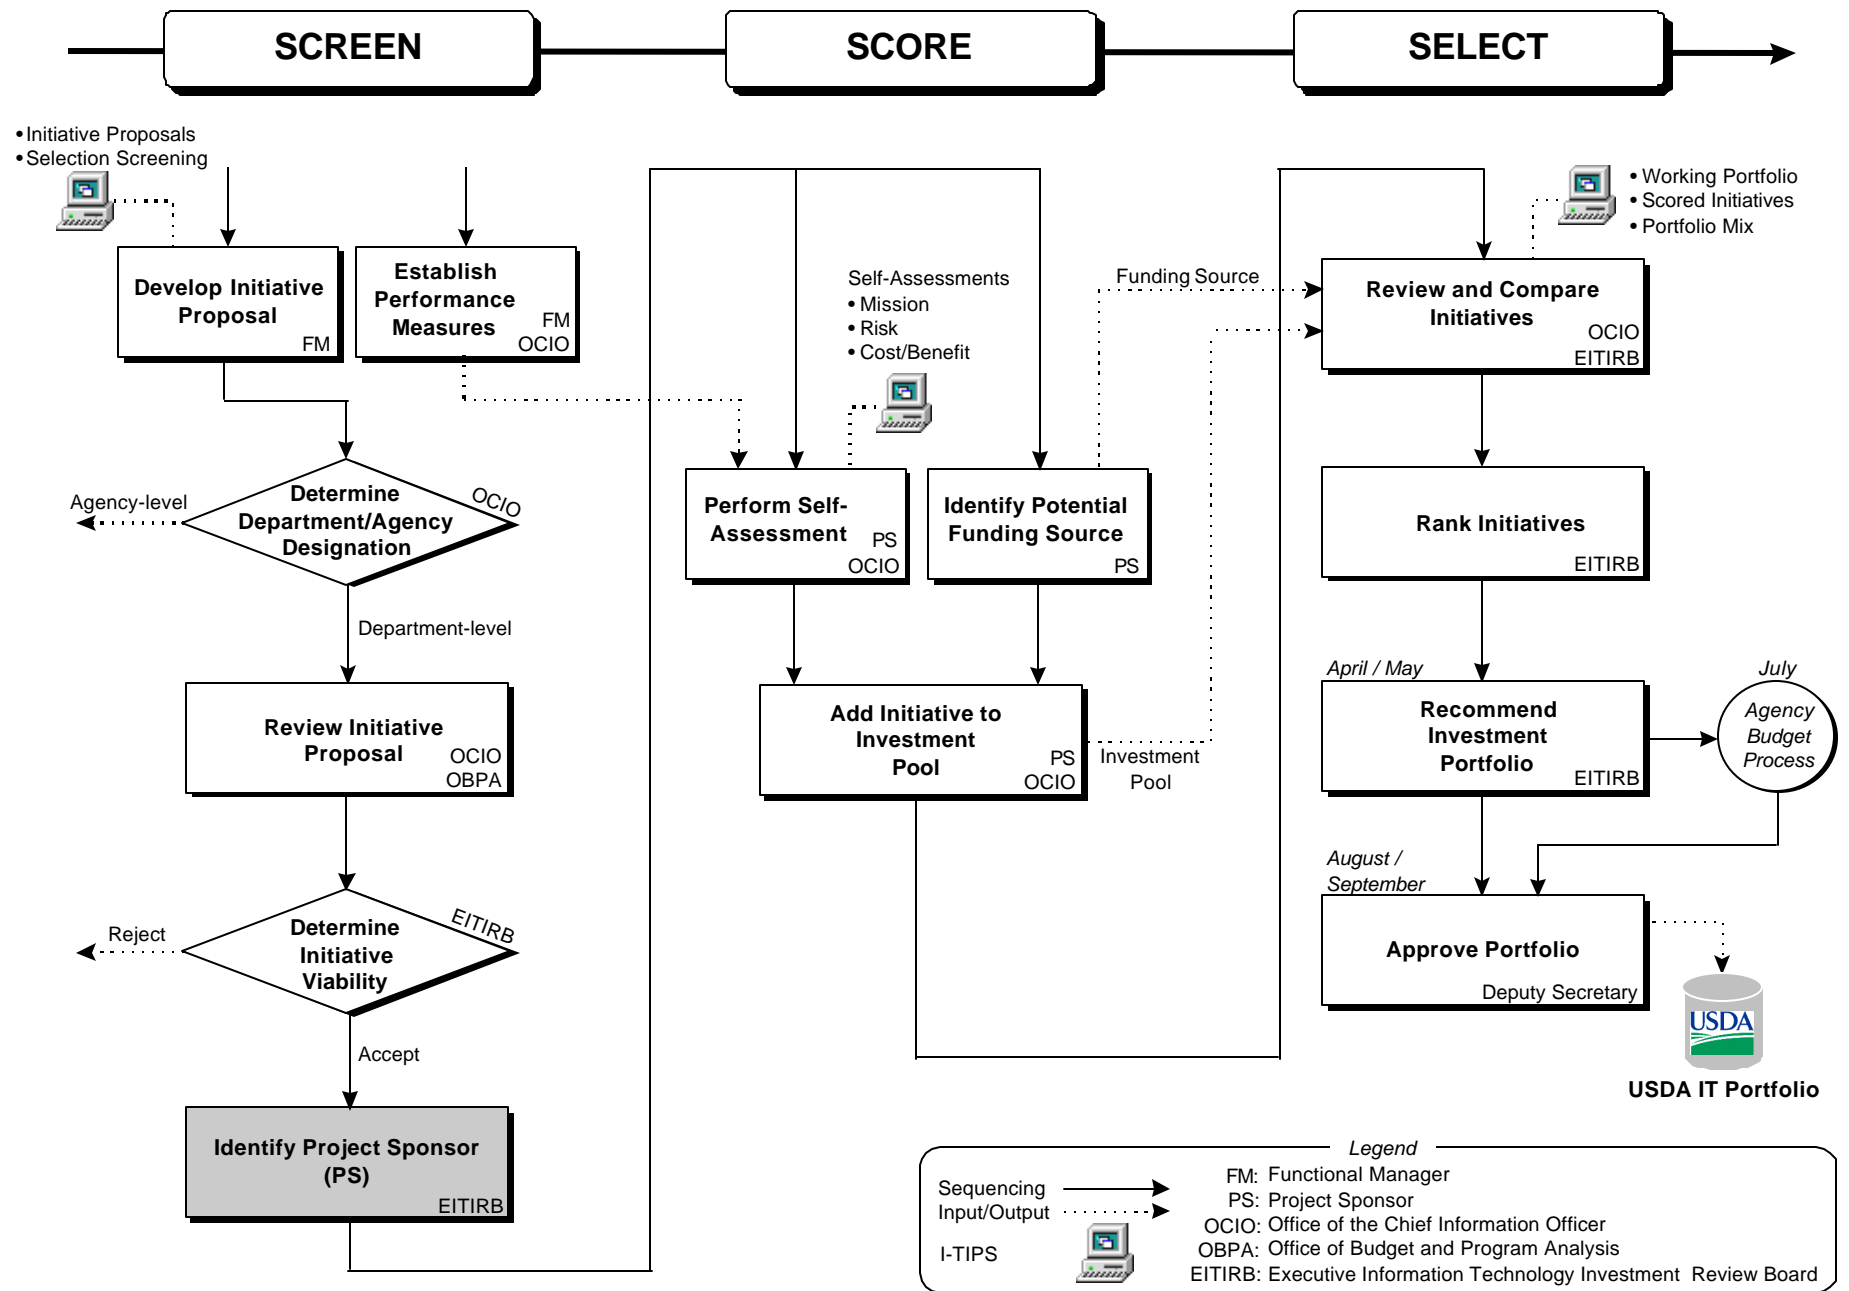 SCREEN
SCORE
SELECT
• Initiative Proposals
• Selection Screening
Develop Initiative
Proposal
FM
Establish
Performance
Measures
FM
OCIO
Agency-level
Determine
Department/Agency
Designation
OCIO
Department-level
Review Initiative
Proposal
OCIO
OBPA
Reject
Determine
Initiative
Viability
EITIRB
Accept
Identify Project Sponsor
(PS)
EITIRB
Self-Assessments
• Mission
• Risk
• Cost/Benefit
Perform Self-
Assessment
PS
OCIO
Identify Potential
Funding Source
PS
Add Initiative to
Investment
Pool
PS
OCIO
Funding Source
Investment
Pool
• Working Portfolio
• Scored Initiatives
• Portfolio Mix
Review and Compare
Initiatives
OCIO
EITIRB
Rank Initiatives
EITIRB
April / May
Recommend
Investment
Portfolio
EITIRB
July
Agency
Budget
Process
August /
September
Approve Portfolio
Deputy Secretary
USDA
USDA IT Portfolio
Legend
Sequencing
Input/Output
I-TIPS
FM: Functional Manager
PS: Project Sponsor
OCIO: Office of the Chief Information Officer
OBPA: Office of Budget and Program Analysis
EITIRB: Executive Information Technology Investment Review Board